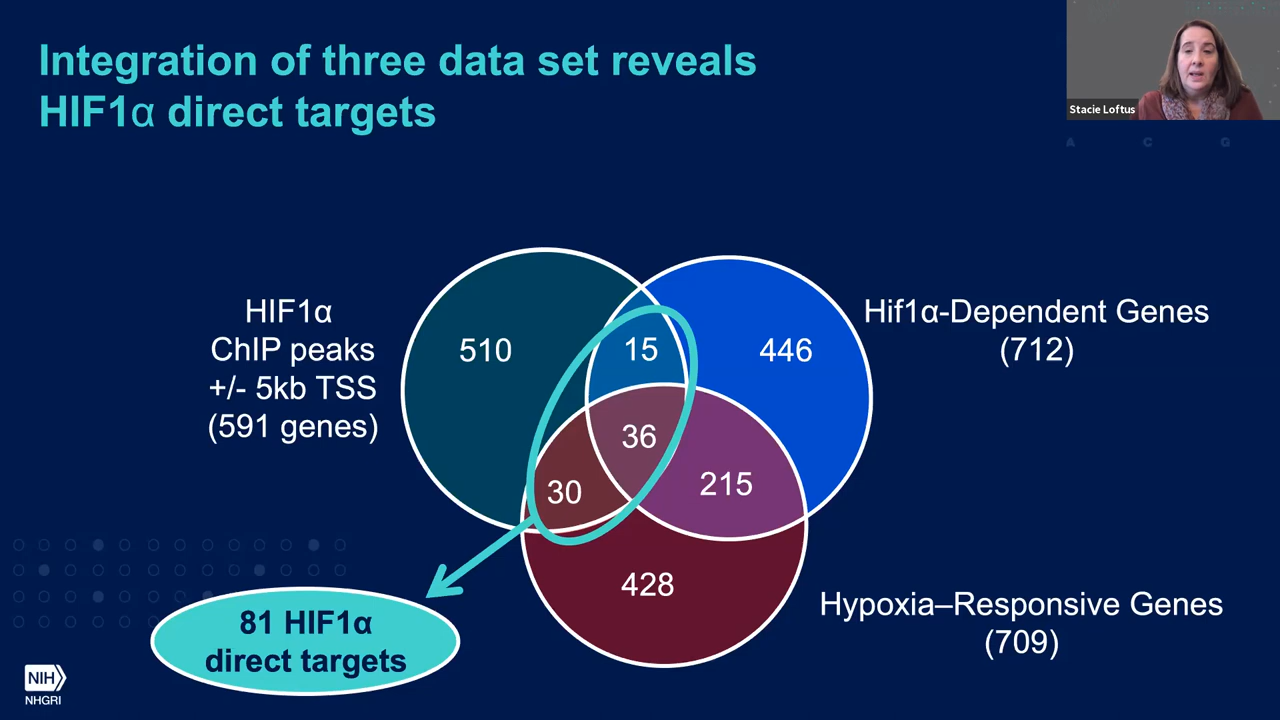 Integration of three data set reveals
HIF1α direct targets
Stacie Loftus
A C G
HIF1α
ChIP peaks
+/- 5kb TSS
(591 genes)
510
15
446
Hif1α-Dependent Genes
(712)
36
30
215
428
Hypoxia–Responsive Genes
(709)
81 HIF1α
direct targets
NIH
NHGRI